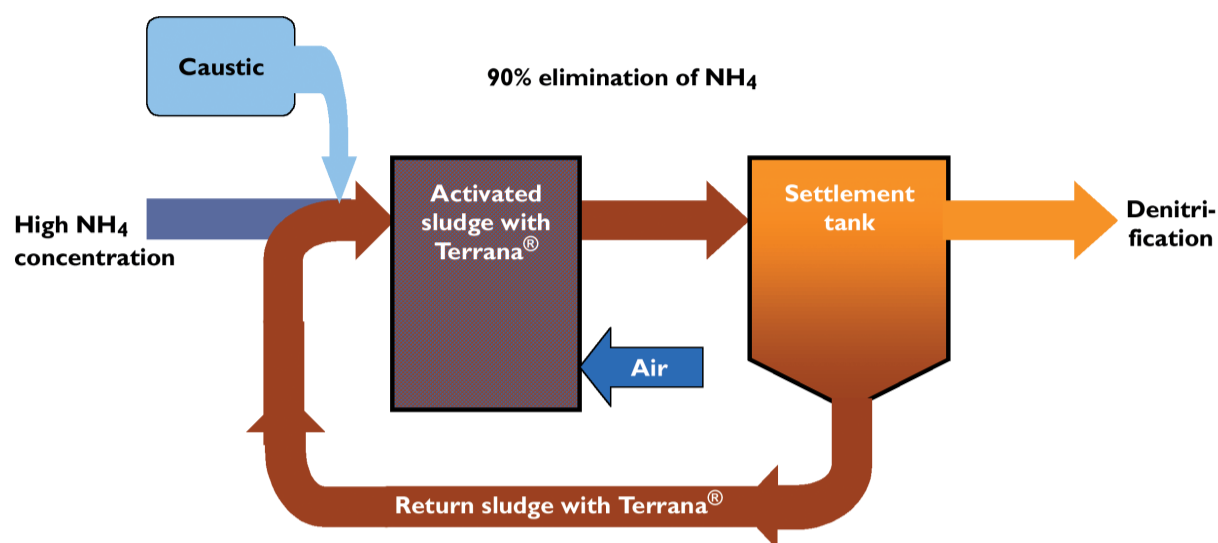 Caustic
90% elimination of NH₄
High NH₄
concentration
Activated
sludge with
Terrana®
Settlement
tank
Denitri-
fication
Air
Return sludge with Terrana®